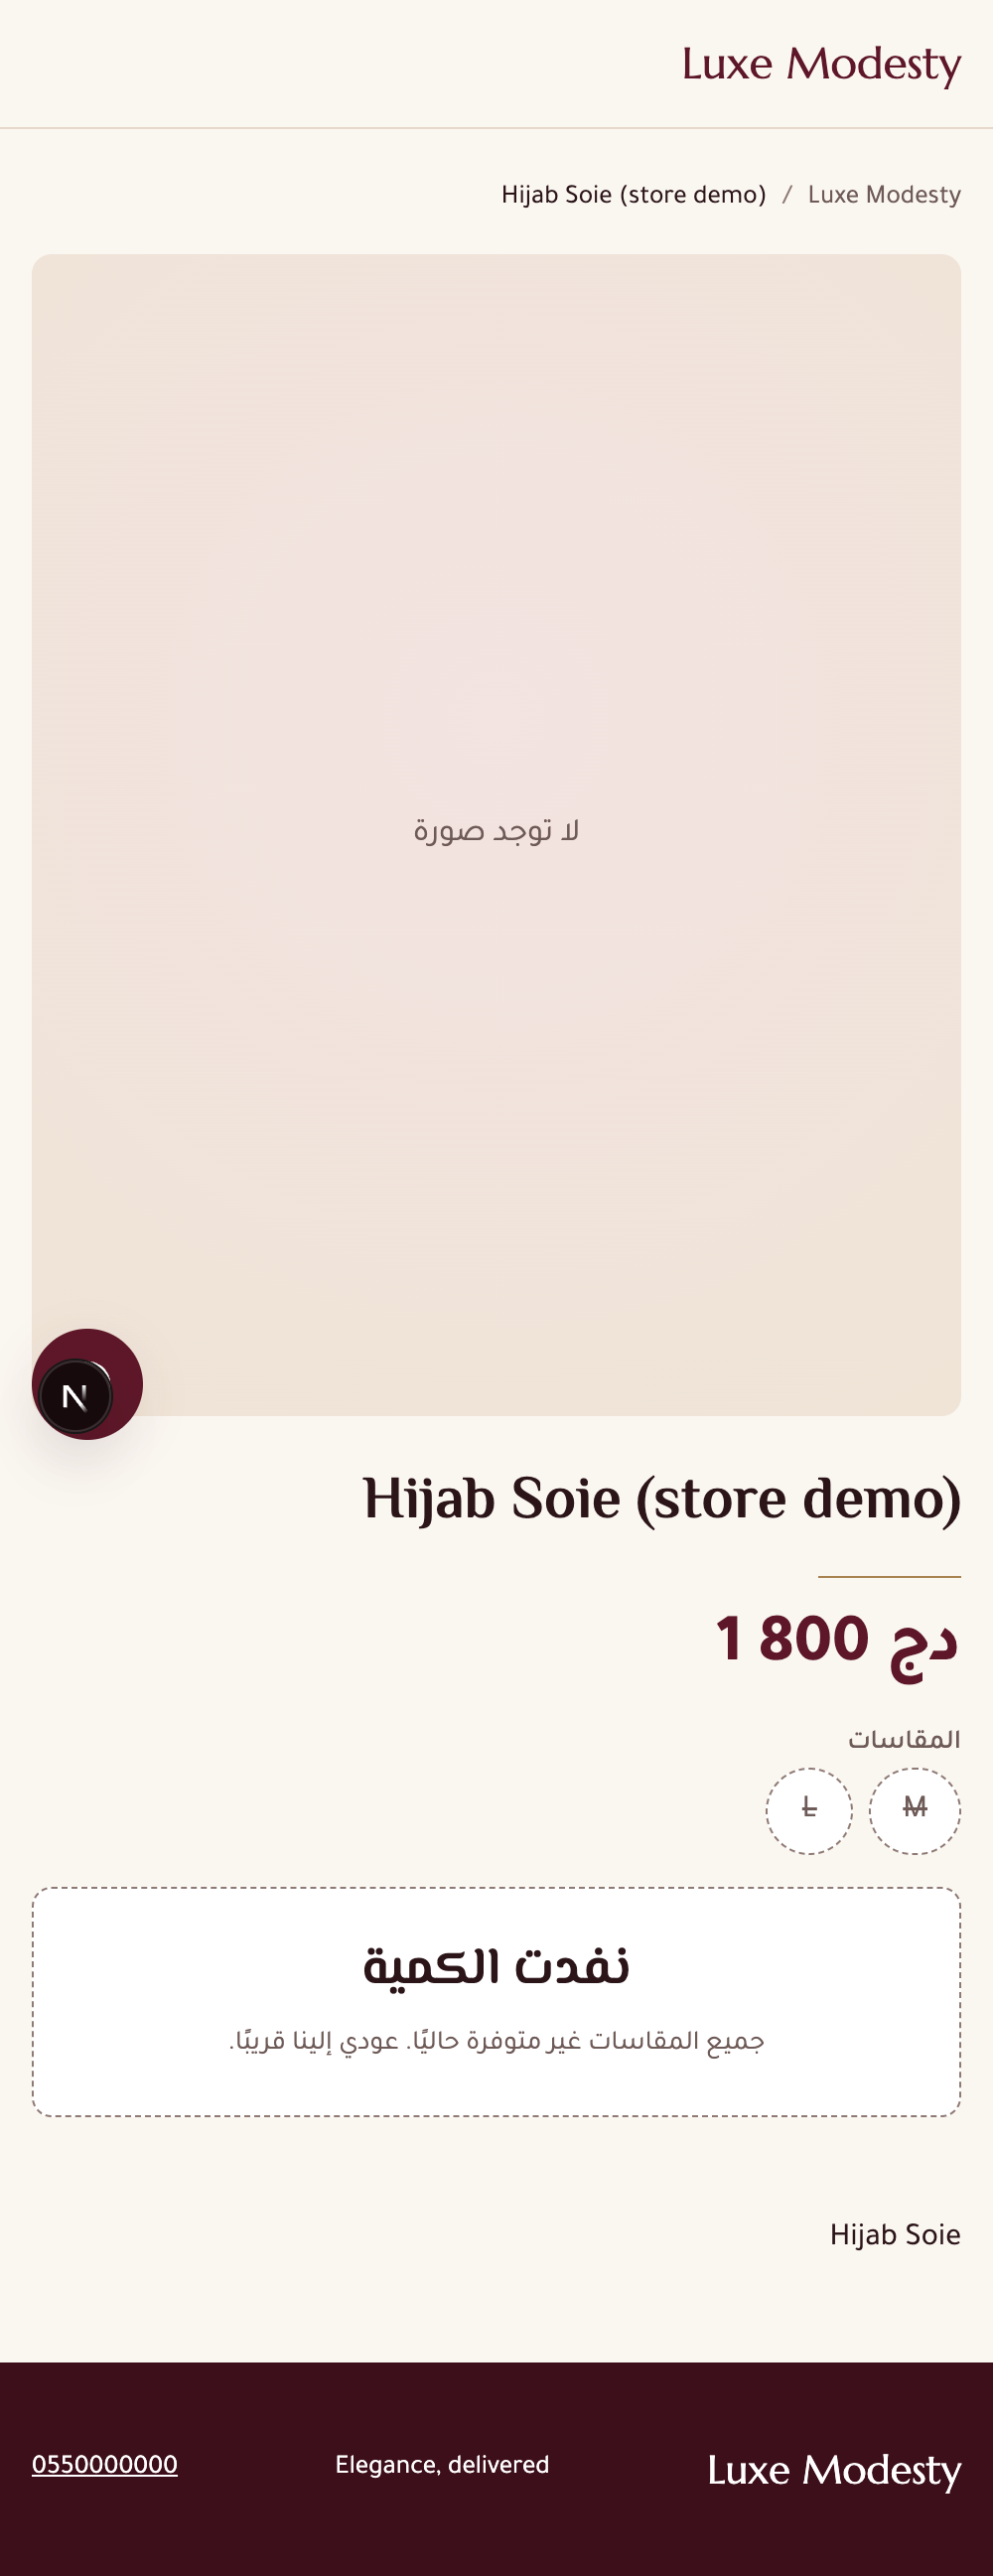 Luxe Modesty
Luxe Modesty / Hijab Soie (store demo)
لا توجد صورة
N
Hijab Soie (store demo)
1 800 دج
المقاسات
M L
نفدت الكمية
جميع المقاسات غير متوفرة حاليًا. عودي إلينا قريبًا.
Hijab Soie
Luxe Modesty Elegance, delivered 0550000000